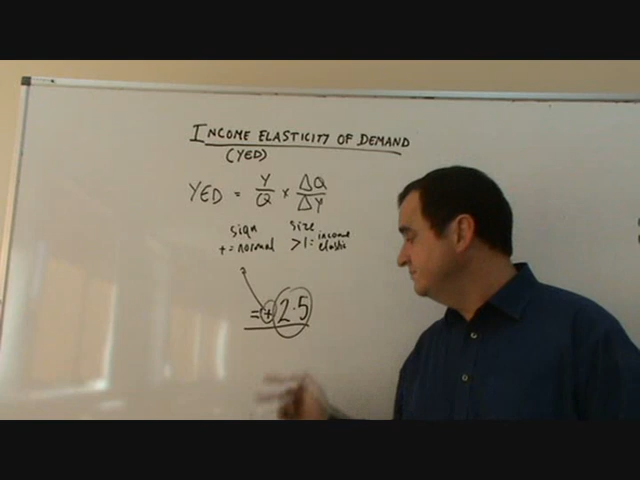 INCOME ELASTICITY OF DEMAND
(YED)
YED = Y/Q × ΔQ/ΔY
sign
+ = normal
size
>1 = income elastic
= + 2.5